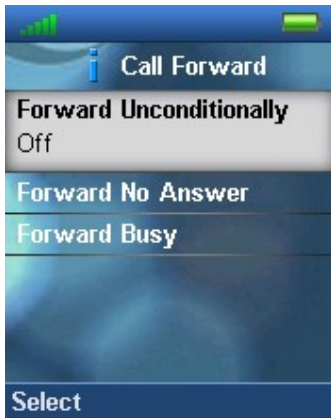 Call Forward
Forward Unconditionally
Off
Forward No Answer
Forward Busy
Select